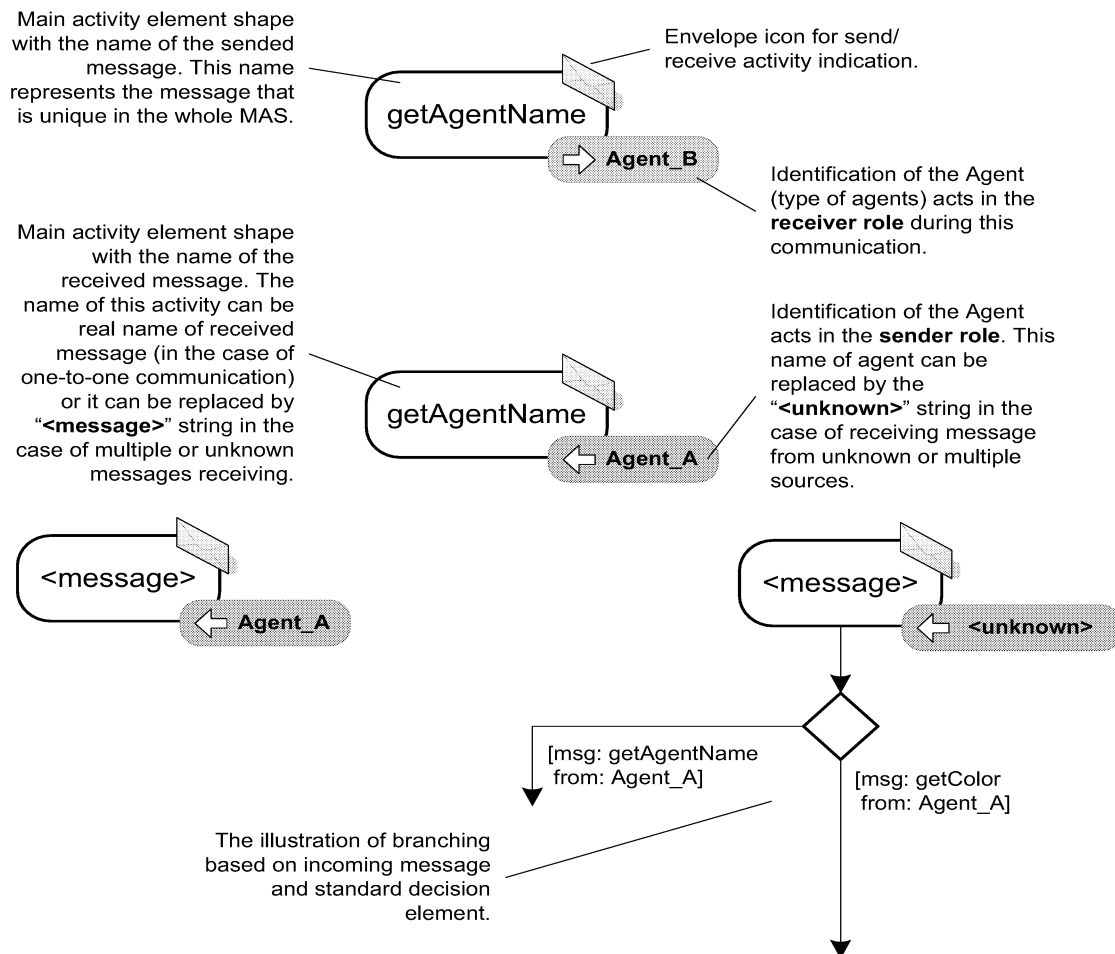 Main activity element shape
with the name of the sended
message. This name
represents the message that
is unique in the whole MAS.
Envelope icon for send/
receive activity indication.
getAgentName
Agent_B
Identification of the Agent
(type of agents) acts in the
receiver role during this
communication.
Main activity element shape
with the name of the
received message. The
name of this activity can be
real name of received
message (in the case of
one-to-one communication)
or it can be replaced by
“<message>” string in the
case of multiple or unknown
messages receiving.
getAgentName
Agent_A
Identification of the Agent
acts in the sender role. This
name of agent can be
replaced by the
“<unknown>” string in the
case of receiving message
from unknown or multiple
sources.
<message>
Agent_A
<message>
<unknown>
[msg: getAgentName
from: Agent_A]
[msg: getColor
from: Agent_A]
The illustration of branching
based on incoming message
and standard decision
element.